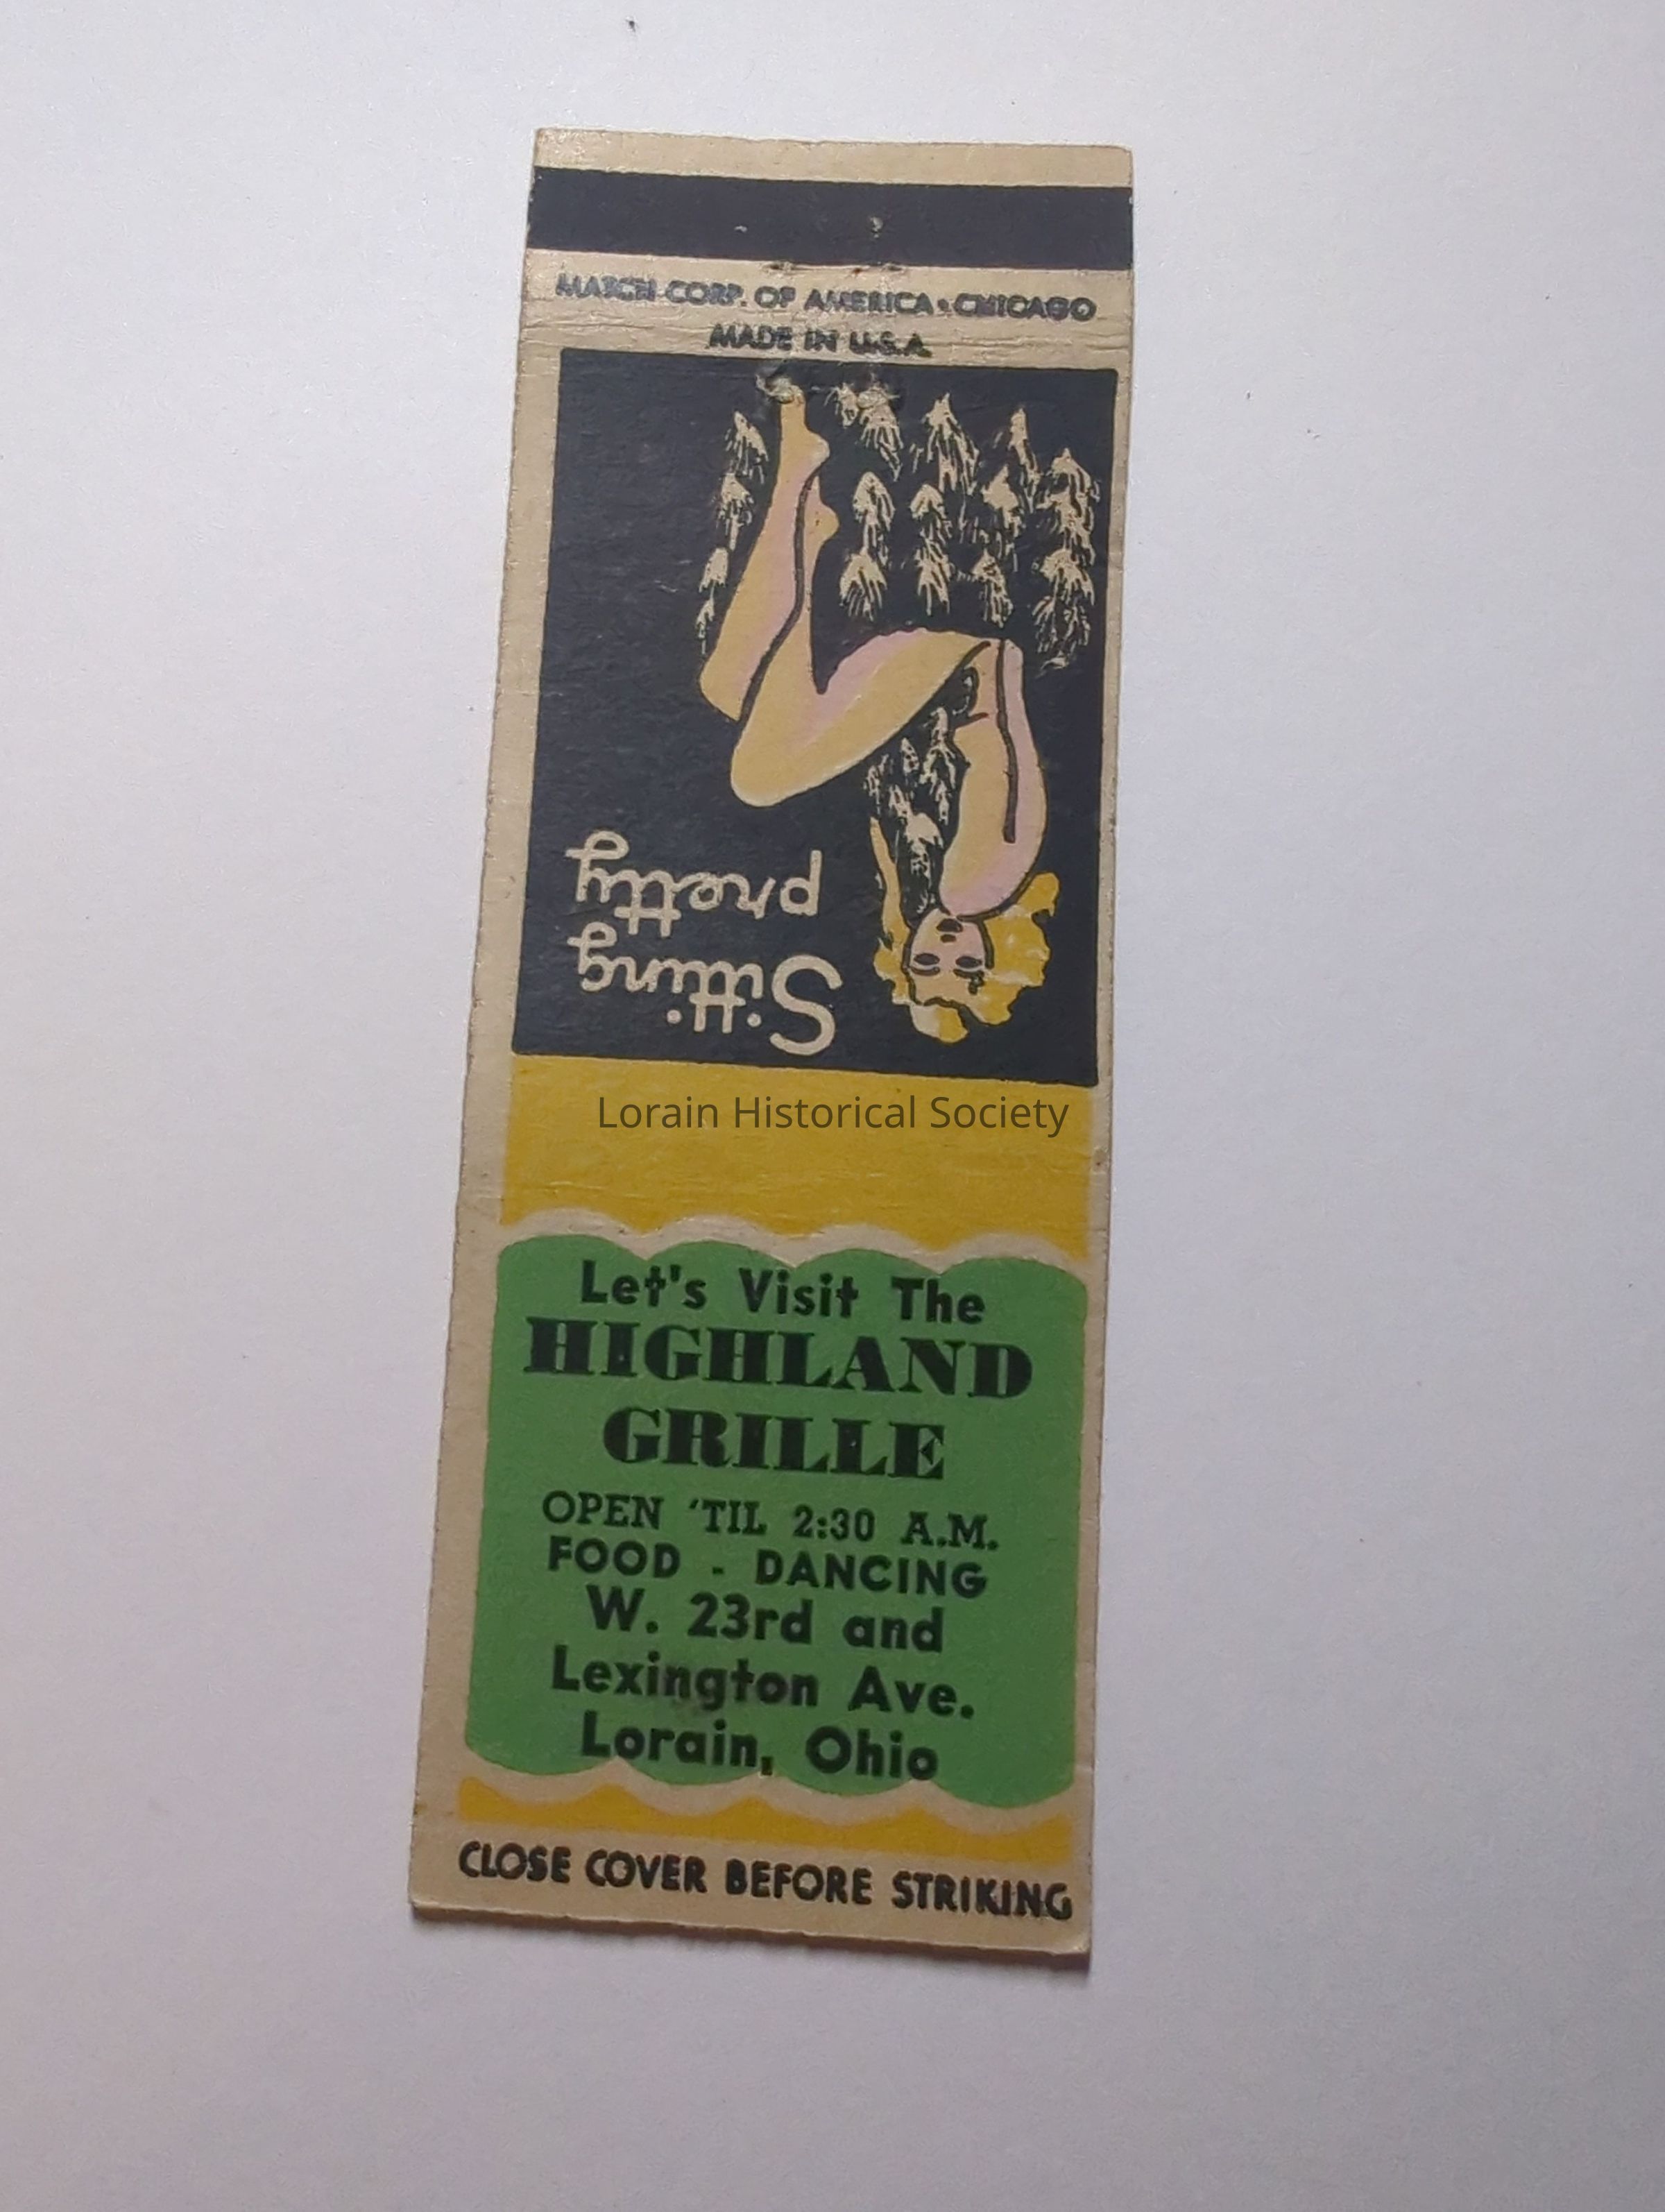 MATCH CORP. OF AMERICA • CHICAGO
MADE IN U.S.A.
Sitting
pretty
Lorain Historical Society
Let's Visit The
HIGHLAND
GRILLE
OPEN 'TIL 2:30 A.M.
FOOD - DANCING
W. 23rd and
Lexington Ave.
Lorain, Ohio
CLOSE COVER BEFORE STRIKING